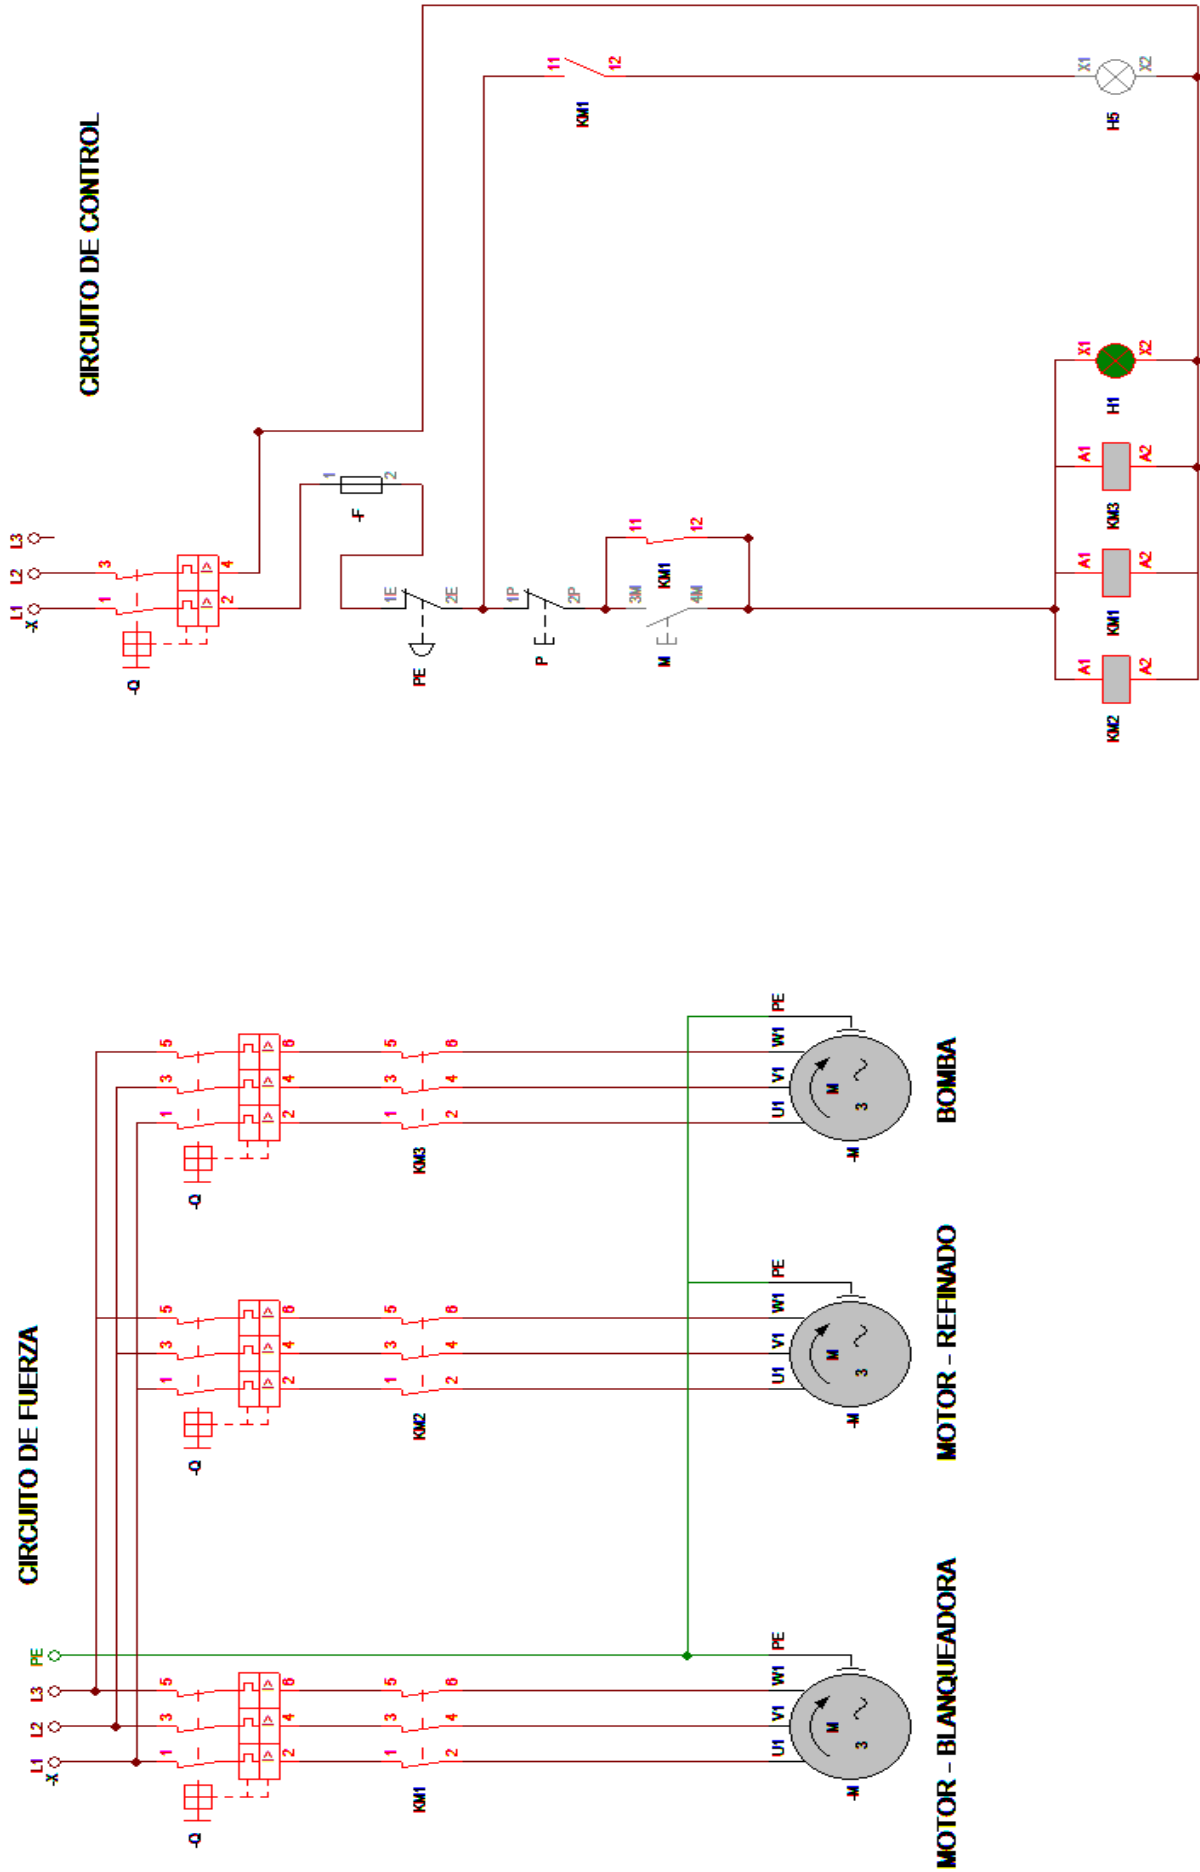 CIRCUITO DE FUERZA
L1 L2 L3 PE
-X
1 3 5
-Q
2 4 6
1 3 5
KM1
2 4 6
U1 V1 W1 PE
M
3
-M
MOTOR - BLANQUEADORA
1 3 5
-Q
2 4 6
1 3 5
KM2
2 4 6
U1 V1 W1 PE
M
3
-M
MOTOR - REFINADO
1 3 5
-Q
2 4 6
1 3 5
KM3
2 4 6
U1 V1 W1 PE
M
3
-M
BOMBA
CIRCUITO DE CONTROL
L1 L2 L3
-X
1 3
-Q
2 4
1
-F
2
1E
PE
2E
1P
P
2P
3M
M
4M
11
KM1
12
11
KM1
12
A1
KM2
A2
A1
KM1
A2
A1
KM3
A2
X1
H1
X2
X1
H5
X2